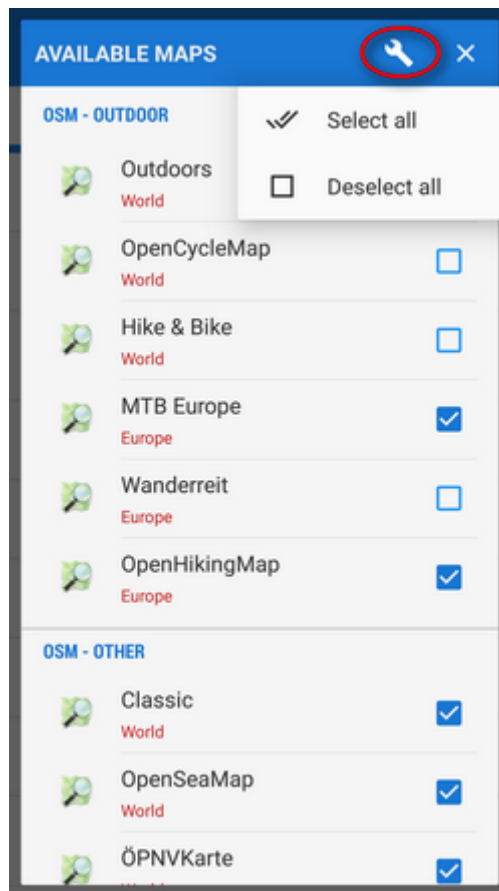 AVAILABLE MAPS
OSM - OUTDOOR
Select all
Outdoors
World
Deselect all
OpenCycleMap
World
Hike & Bike
World
MTB Europe
Europe
Wanderreit
Europe
OpenHikingMap
Europe
OSM - OTHER
Classic
World
OpenSeaMap
World
ÖPNVKarte